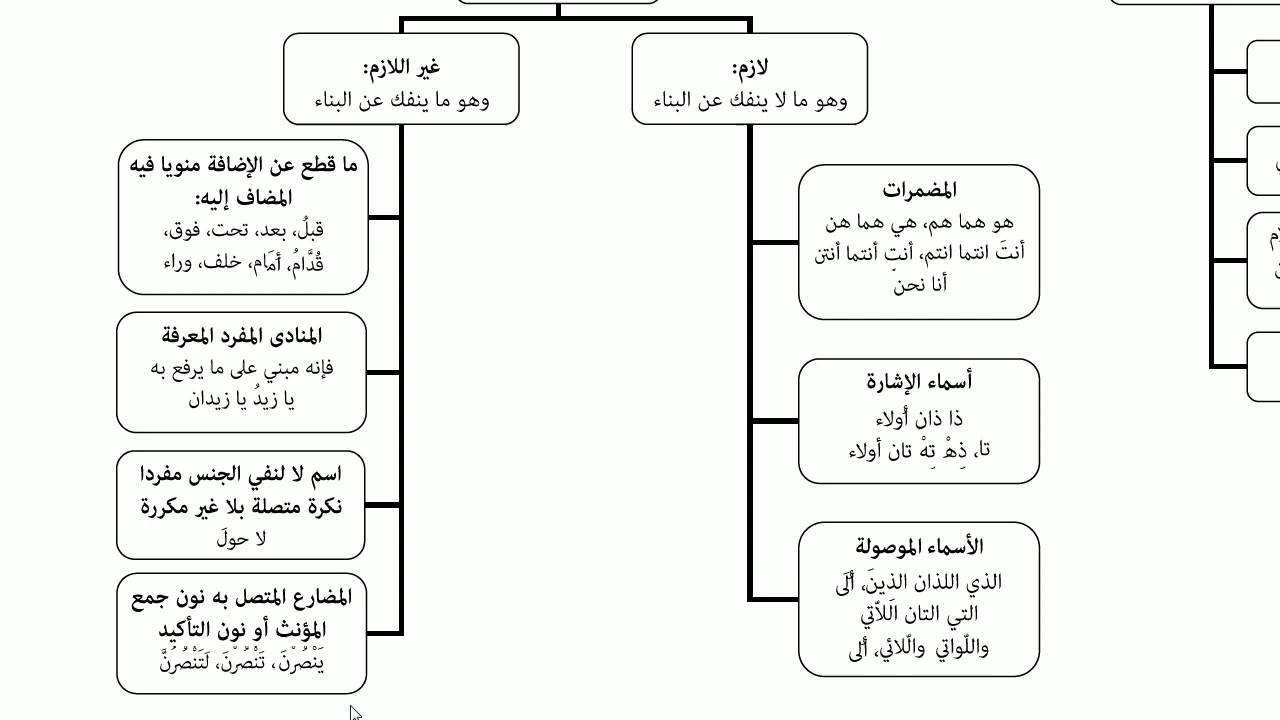 لازم:
وهو ما لا ينفك عن البناء
المضمرات
هو هما هم، هي هما هن
أنتَ انتما انتم، أنتِ أنتما أنتن
أنا نحن
أسماء الإشارة
ذا ذان أولاء
تا، ذِهْ تِهْ تان أولاء
الأسماء الموصولة
الذي اللذان الذينَ، أُلَى
التي التان اَللاّتي
واللّواتي واللّائي، أُلى
غير اللازم:
وهو ما ينفك عن البناء
ما قطع عن الإضافة منويا فيه
المضاف إليه:
قبلُ، بعد، تحت، فوق،
قُدَّامُ، أمَام، خلف، وراء
المنادى المفرد المعرفة
فإنه مبني على ما يرفع به
يا زيدُ يا زيدان
اسم لا لنفي الجنس مفردا
نكرة متصلة بلا غير مكررة
لا حولَ
المضارع المتصل به نون جمع
المؤنث أو نون التأكيد
يَنْصُرْنَ، تَنْصُرْنَ، لَتَنْصُرَنَّ